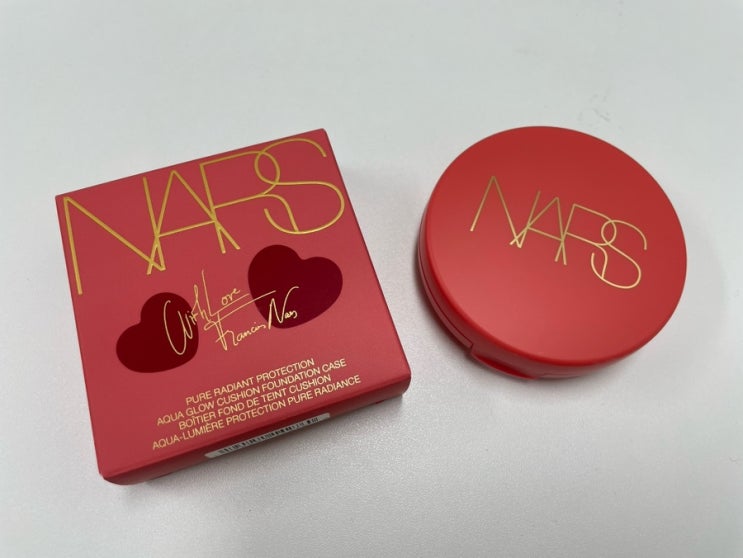 NARS
With Love
François Nars
PURE RADIANT PROTECTION
AQUA GLOW CUSHION FOUNDATION CASE
BOÎTIER FOND DE TEINT CUSHION
AQUA-LUMIÈRE PROTECTION PURE RADIANCE
NARS